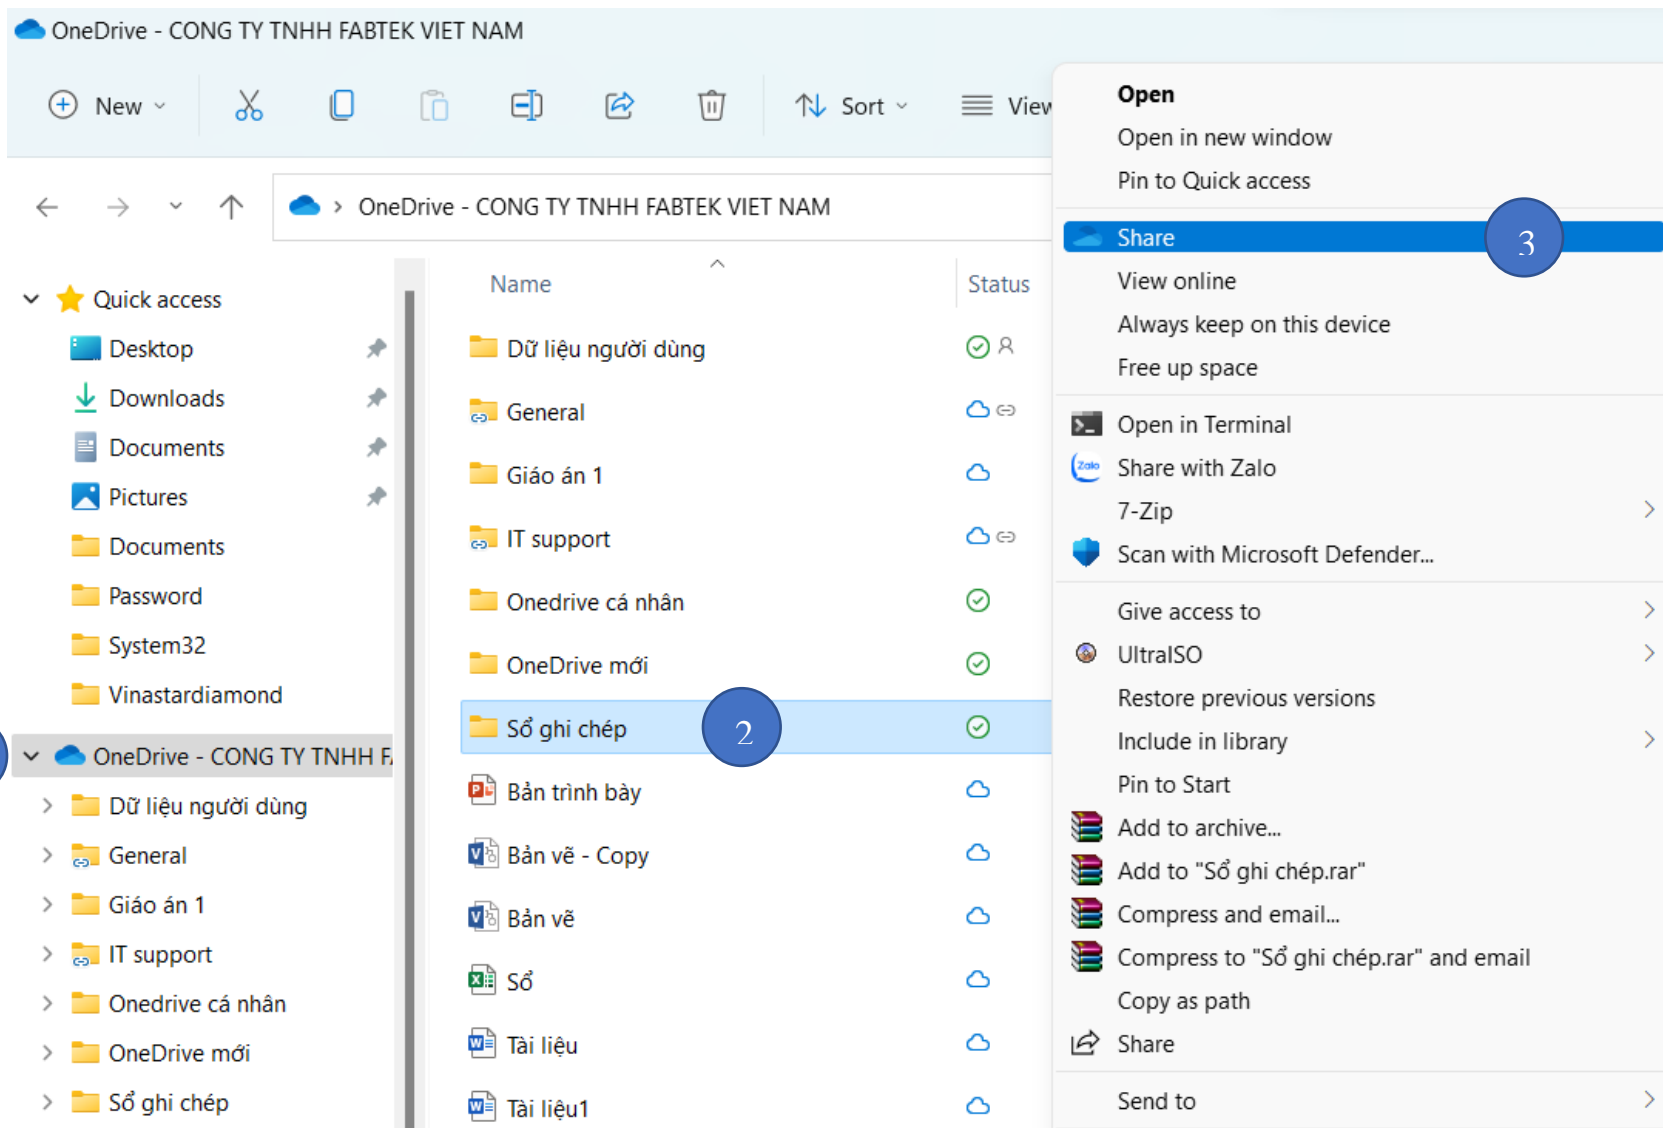 OneDrive - CONG TY TNHH FABTEK VIET NAM
New
Sort
View
OneDrive - CONG TY TNHH FABTEK VIET NAM
Quick access
Desktop
Downloads
Documents
Pictures
Documents
Password
System32
Vinastardiamond
OneDrive - CONG TY TNHH FA
Dữ liệu người dùng
General
Giáo án 1
IT support
Onedrive cá nhân
OneDrive mới
Sổ ghi chép
Name
Status
Dữ liệu người dùng
General
Giáo án 1
IT support
Onedrive cá nhân
OneDrive mới
Sổ ghi chép
2
Bản trình bày
Bản vẽ - Copy
Bản vẽ
Sổ
Tài liệu
Tài liệu1
Open
Open in new window
Pin to Quick access
Share
3
View online
Always keep on this device
Free up space
Open in Terminal
Zalo
Share with Zalo
7-Zip
Scan with Microsoft Defender...
Give access to
UltraISO
Restore previous versions
Include in library
Pin to Start
Add to archive...
Add to "Sổ ghi chép.rar"
Compress and email...
Compress to "Sổ ghi chép.rar" and email
Copy as path
Share
Send to